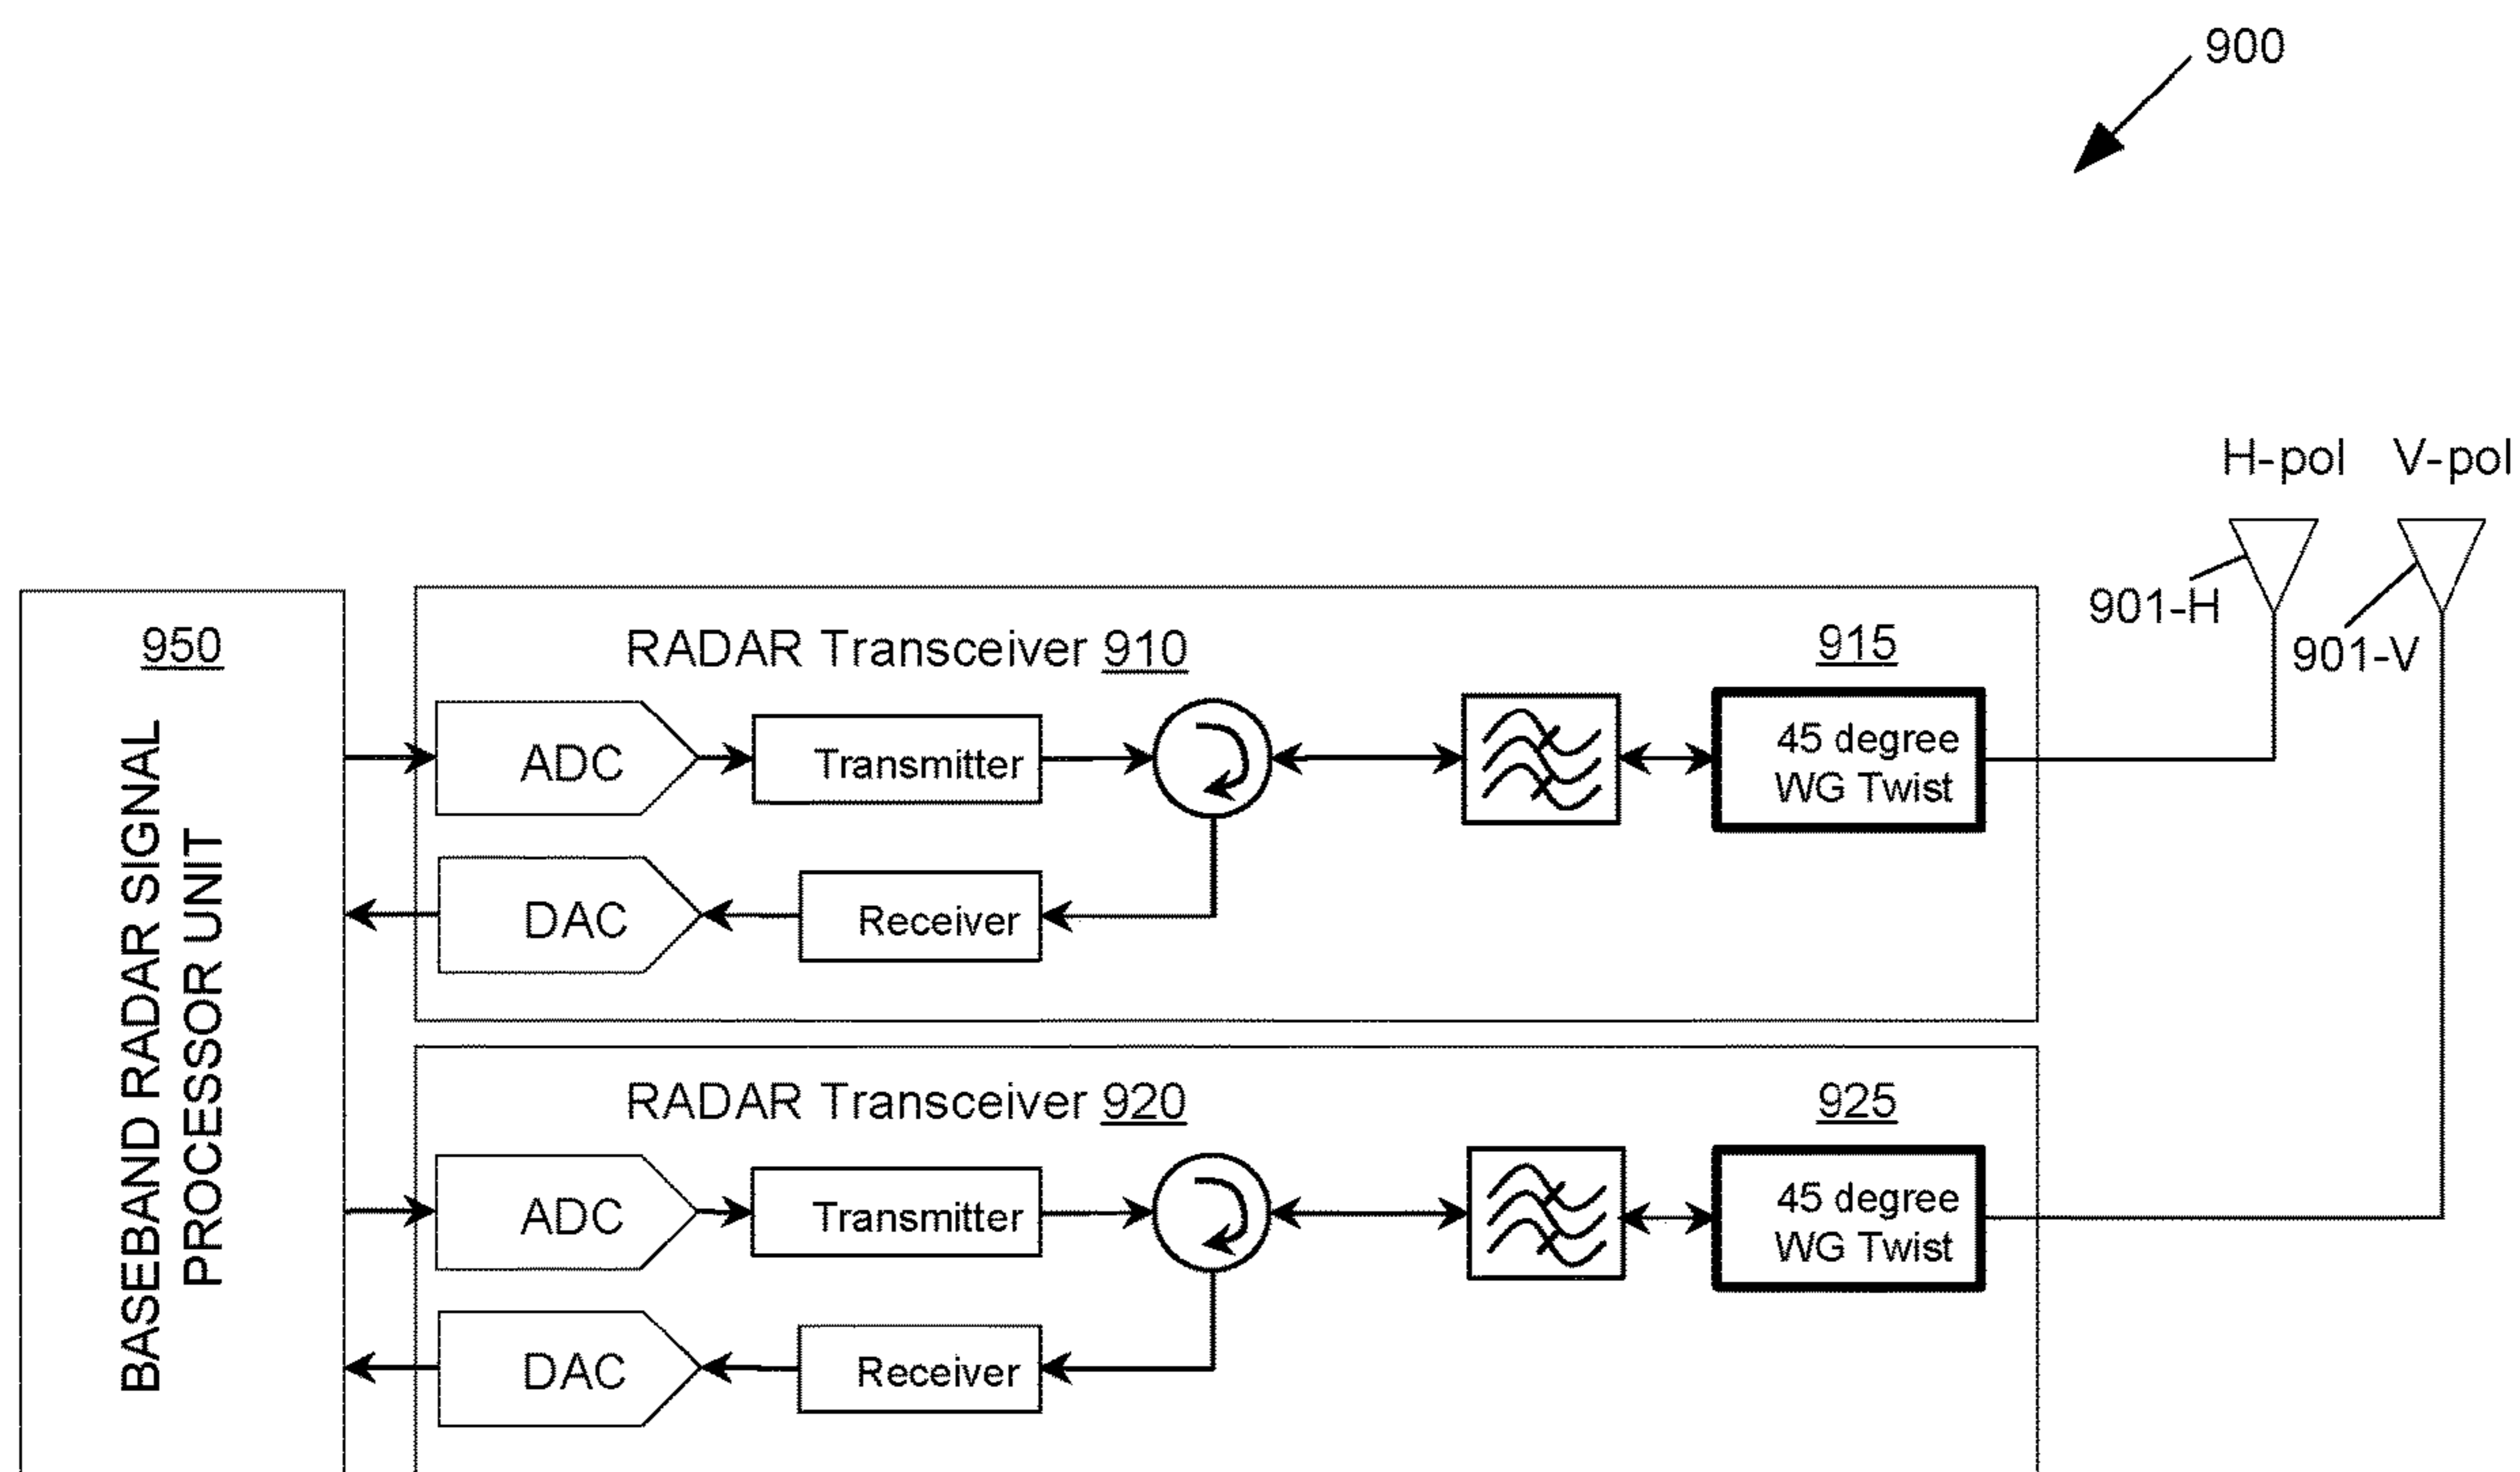 900
H-pol
V-pol
901-H
901-V
950
BASEBAND RADAR SIGNAL
PROCESSOR UNIT
RADAR Transceiver 910
915
ADC
Transmitter
45 degree
WG Twist
DAC
Receiver
RADAR Transceiver 920
925
ADC
Transmitter
45 degree
WG Twist
DAC
Receiver